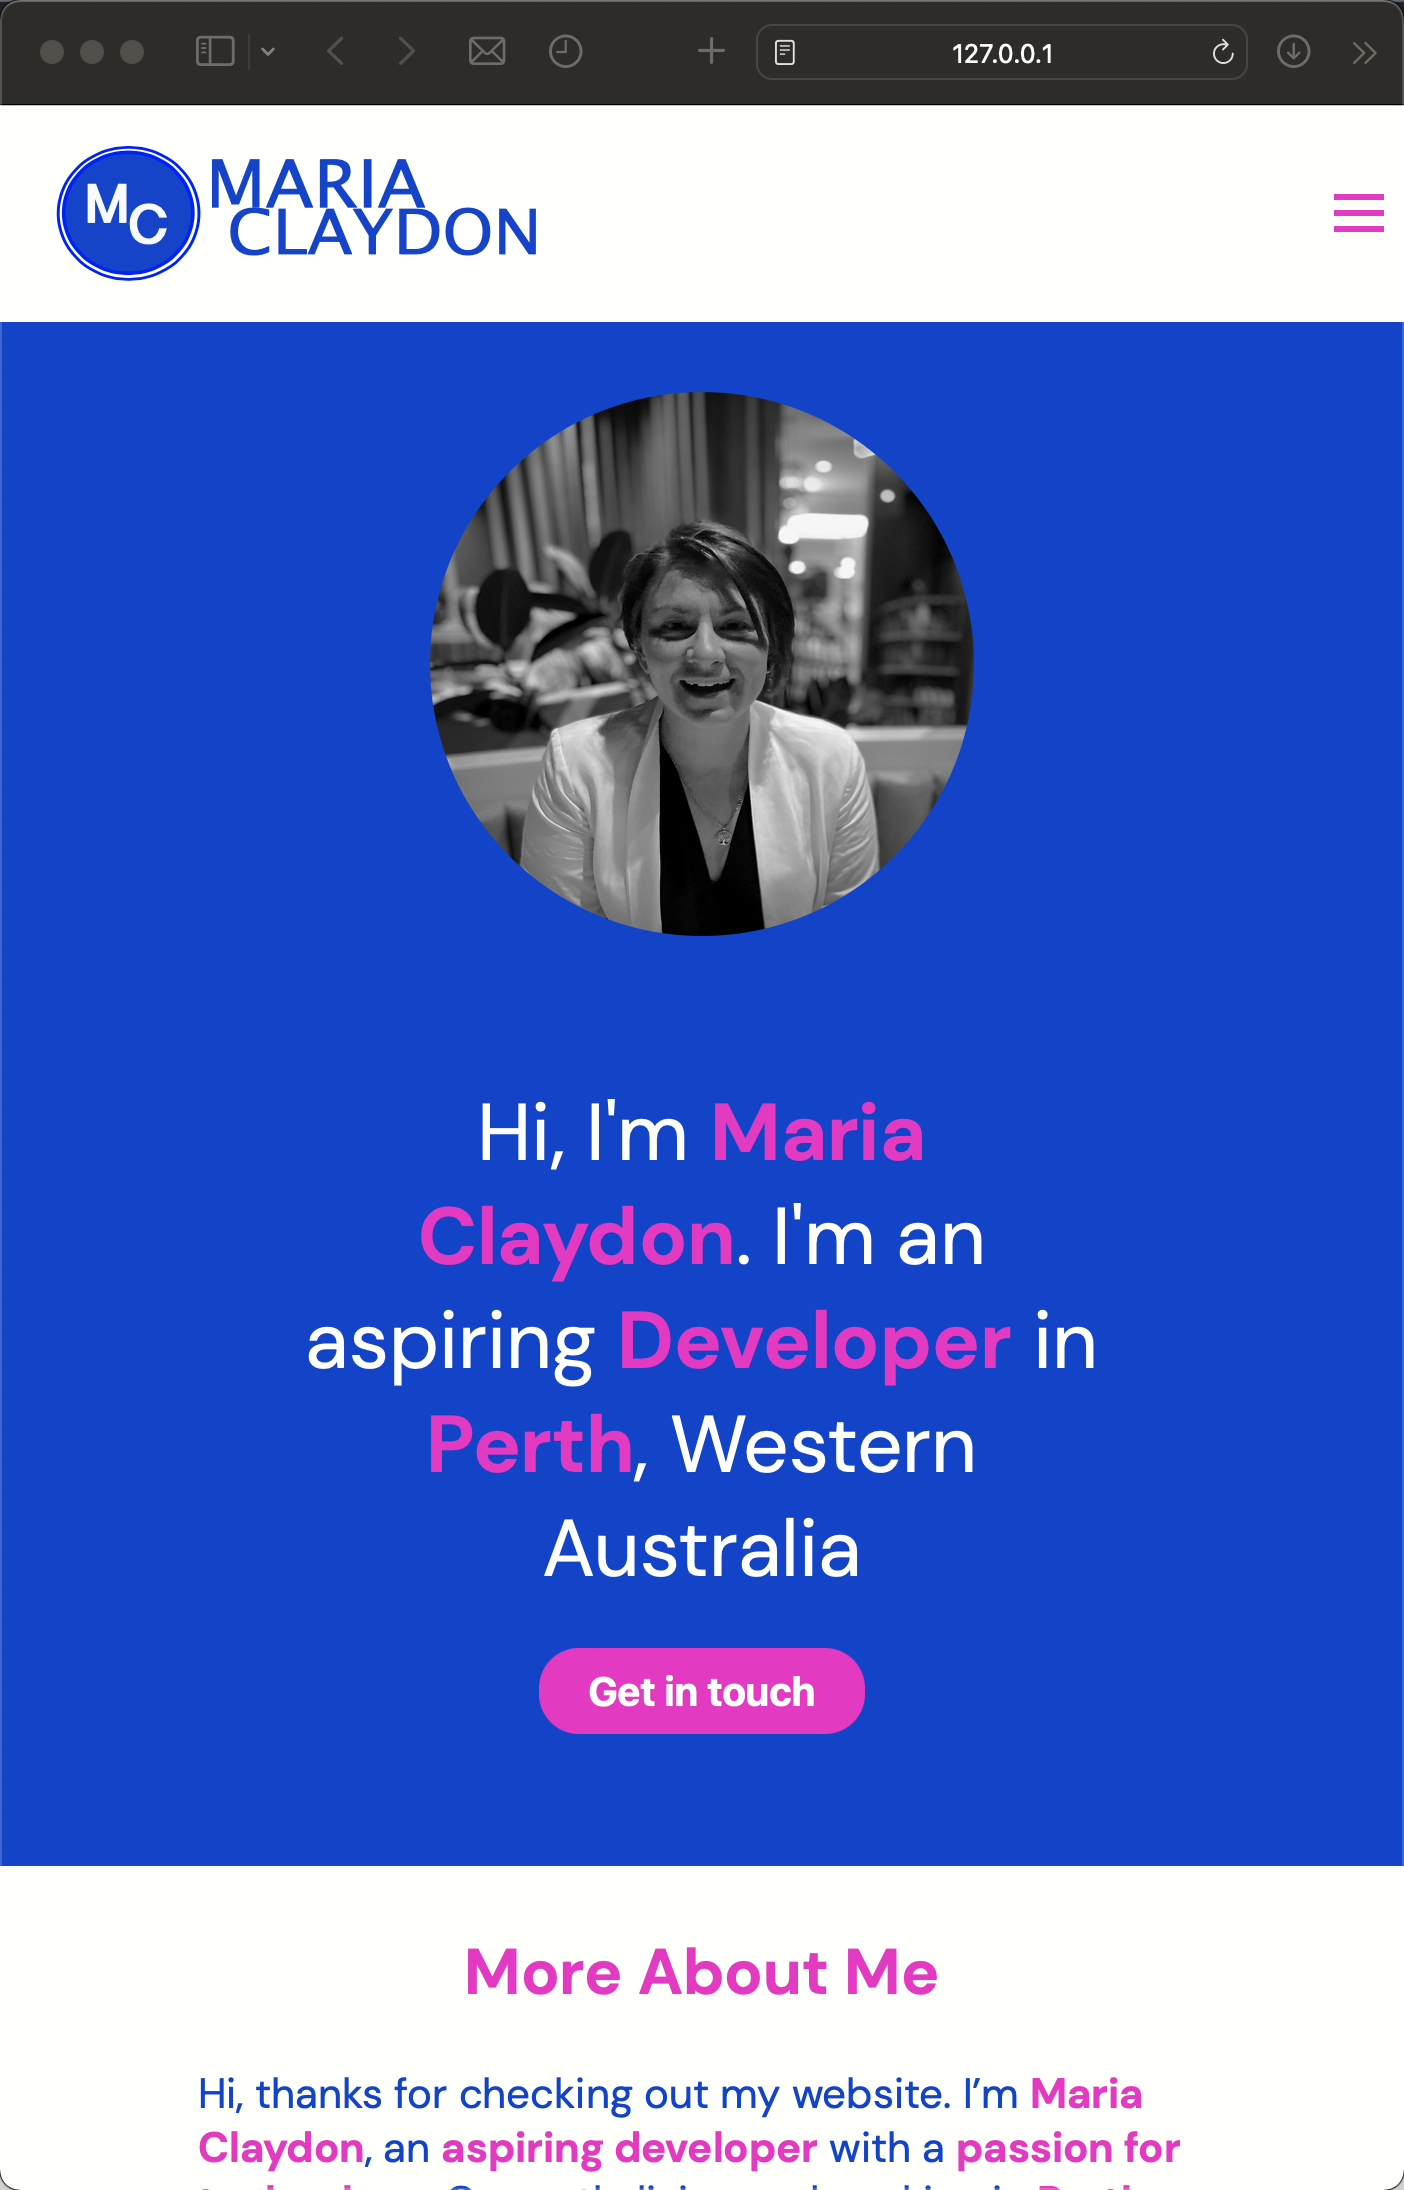 127.0.0.1
MC
MARIA
CLAYDON
Hi, I'm Maria
Claydon. I'm an
aspiring Developer in
Perth, Western
Australia
Get in touch
More About Me
Hi, thanks for checking out my website. I’m Maria
Claydon, an aspiring developer with a passion for